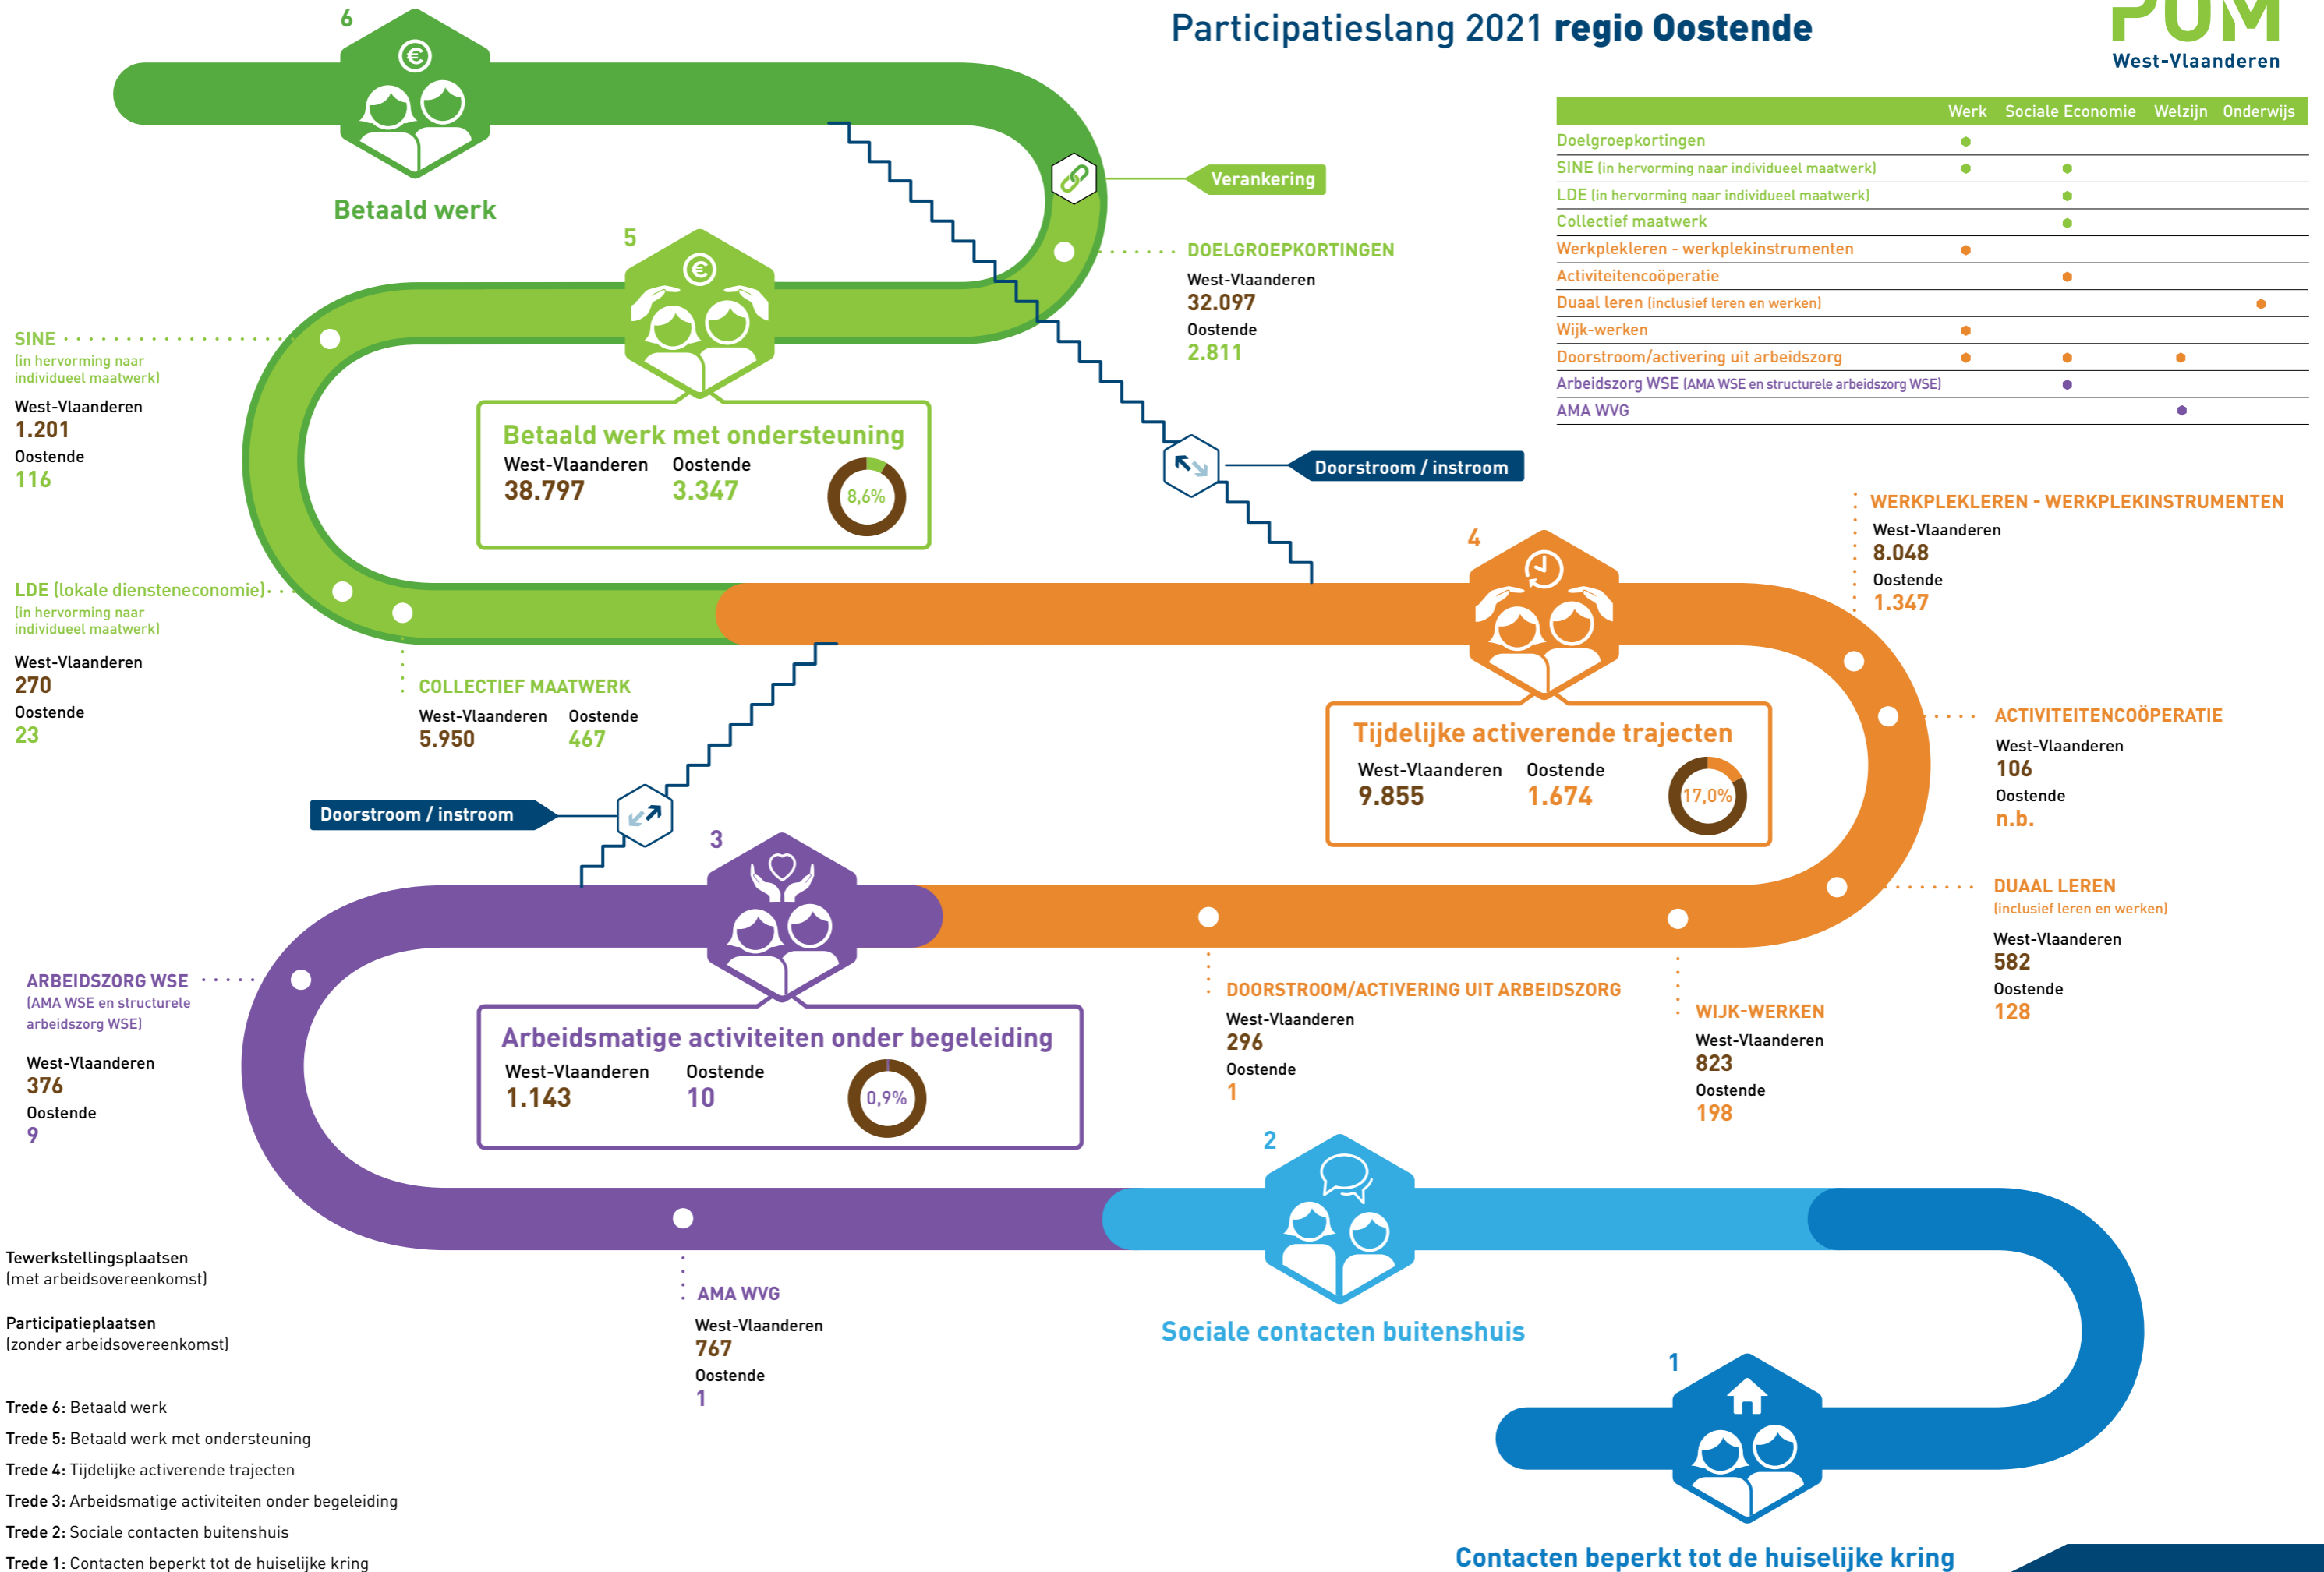 Participatieslang 2021 regio Oostende
POM
West-Vlaanderen
Werk Sociale Economie Welzijn Onderwijs
Doelgroepkortingen
SINE (in hervorming naar individueel maatwerk)
LDE (in hervorming naar individueel maatwerk)
Collectief maatwerk
Werkplekleren - werkplekinstrumenten
Activiteitencoöperatie
Duaal leren (inclusief leren en werken)
Wijk-werken
Doorstroom/activering uit arbeidszorg
Arbeidszorg WSE (AMA WSE en structurele arbeidszorg WSE)
AMA WVG
6
€
Betaald werk
Verankering
DOELGROEPKORTINGEN
West-Vlaanderen
32.097
Oostende
2.811
5
€
Betaald werk met ondersteuning
West-Vlaanderen Oostende
38.797 3.347
8,6%
SINE
(in hervorming naar
individueel maatwerk)
West-Vlaanderen
1.201
Oostende
116
LDE (lokale diensteneconomie)
(in hervorming naar
individueel maatwerk)
West-Vlaanderen
270
Oostende
23
COLLECTIEF MAATWERK
West-Vlaanderen Oostende
5.950 467
Doorstroom / instroom
4
Tijdelijke activerende trajecten
West-Vlaanderen Oostende
9.855 1.674
17,0%
WERKPLEKLEREN - WERKPLEKINSTRUMENTEN
West-Vlaanderen
8.048
Oostende
1.347
ACTIVITEITENCOÖPERATIE
West-Vlaanderen
106
Oostende
n.b.
DUAAL LEREN
(inclusief leren en werken)
West-Vlaanderen
582
Oostende
128
WIJK-WERKEN
West-Vlaanderen
823
Oostende
198
DOORSTROOM/ACTIVERING UIT ARBEIDSZORG
West-Vlaanderen
296
Oostende
1
Doorstroom / instroom
3
Arbeidsmatige activiteiten onder begeleiding
West-Vlaanderen Oostende
1.143 10
0,9%
ARBEIDSZORG WSE
(AMA WSE en structurele
arbeidszorg WSE)
West-Vlaanderen
376
Oostende
9
AMA WVG
West-Vlaanderen
767
Oostende
1
2
Sociale contacten buitenshuis
1
Contacten beperkt tot de huiselijke kring
Tewerkstellingsplaatsen
(met arbeidsovereenkomst)
Participatieplaatsen
(zonder arbeidsovereenkomst)
Trede 6: Betaald werk
Trede 5: Betaald werk met ondersteuning
Trede 4: Tijdelijke activerende trajecten
Trede 3: Arbeidsmatige activiteiten onder begeleiding
Trede 2: Sociale contacten buitenshuis
Trede 1: Contacten beperkt tot de huiselijke kring